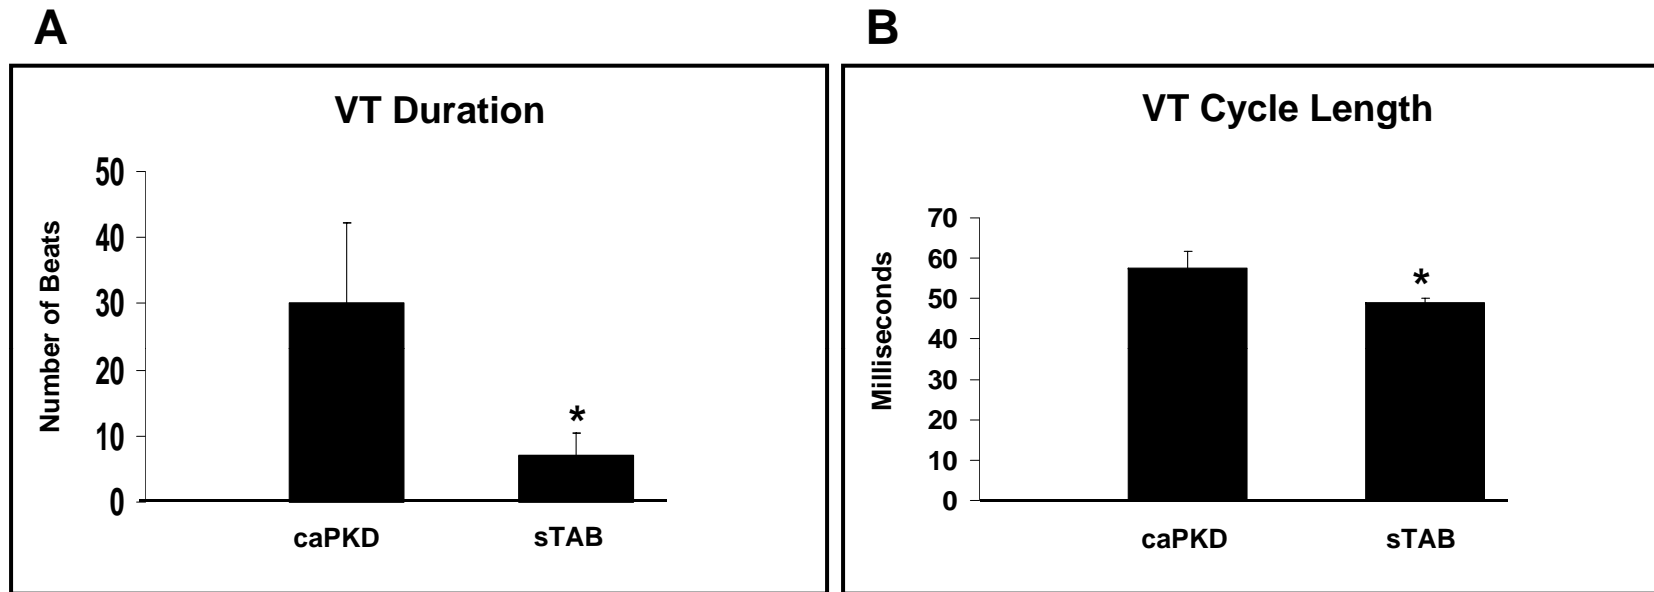 A
VT Duration
Number of Beats
50
40
30
20
10
0
*
caPKD
sTAB
B
VT Cycle Length
Milliseconds
70
60
50
40
30
20
10
0
*
caPKD
sTAB